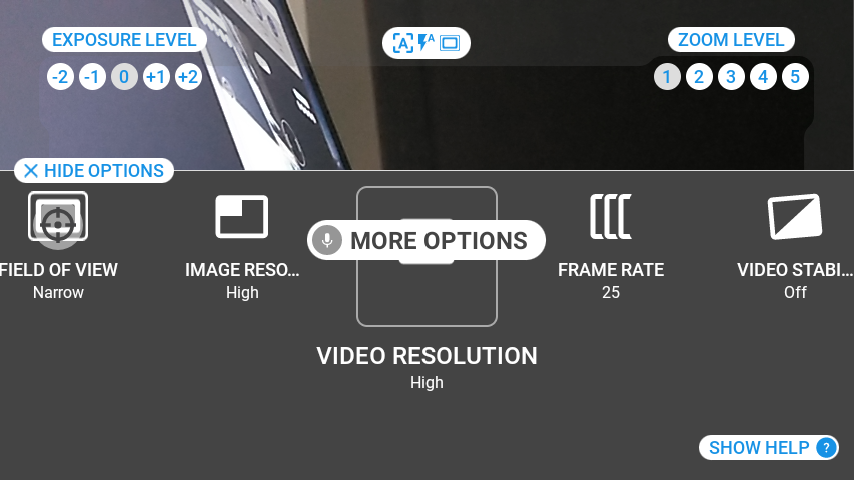 EXPOSURE LEVEL
-2 -1 0 +1 +2
A A
ZOOM LEVEL
1 2 3 4 5
HIDE OPTIONS
MORE OPTIONS
FIELD OF VIEW
Narrow
IMAGE RESO...
High
VIDEO RESOLUTION
High
FRAME RATE
25
VIDEO STABI...
Off
SHOW HELP ?